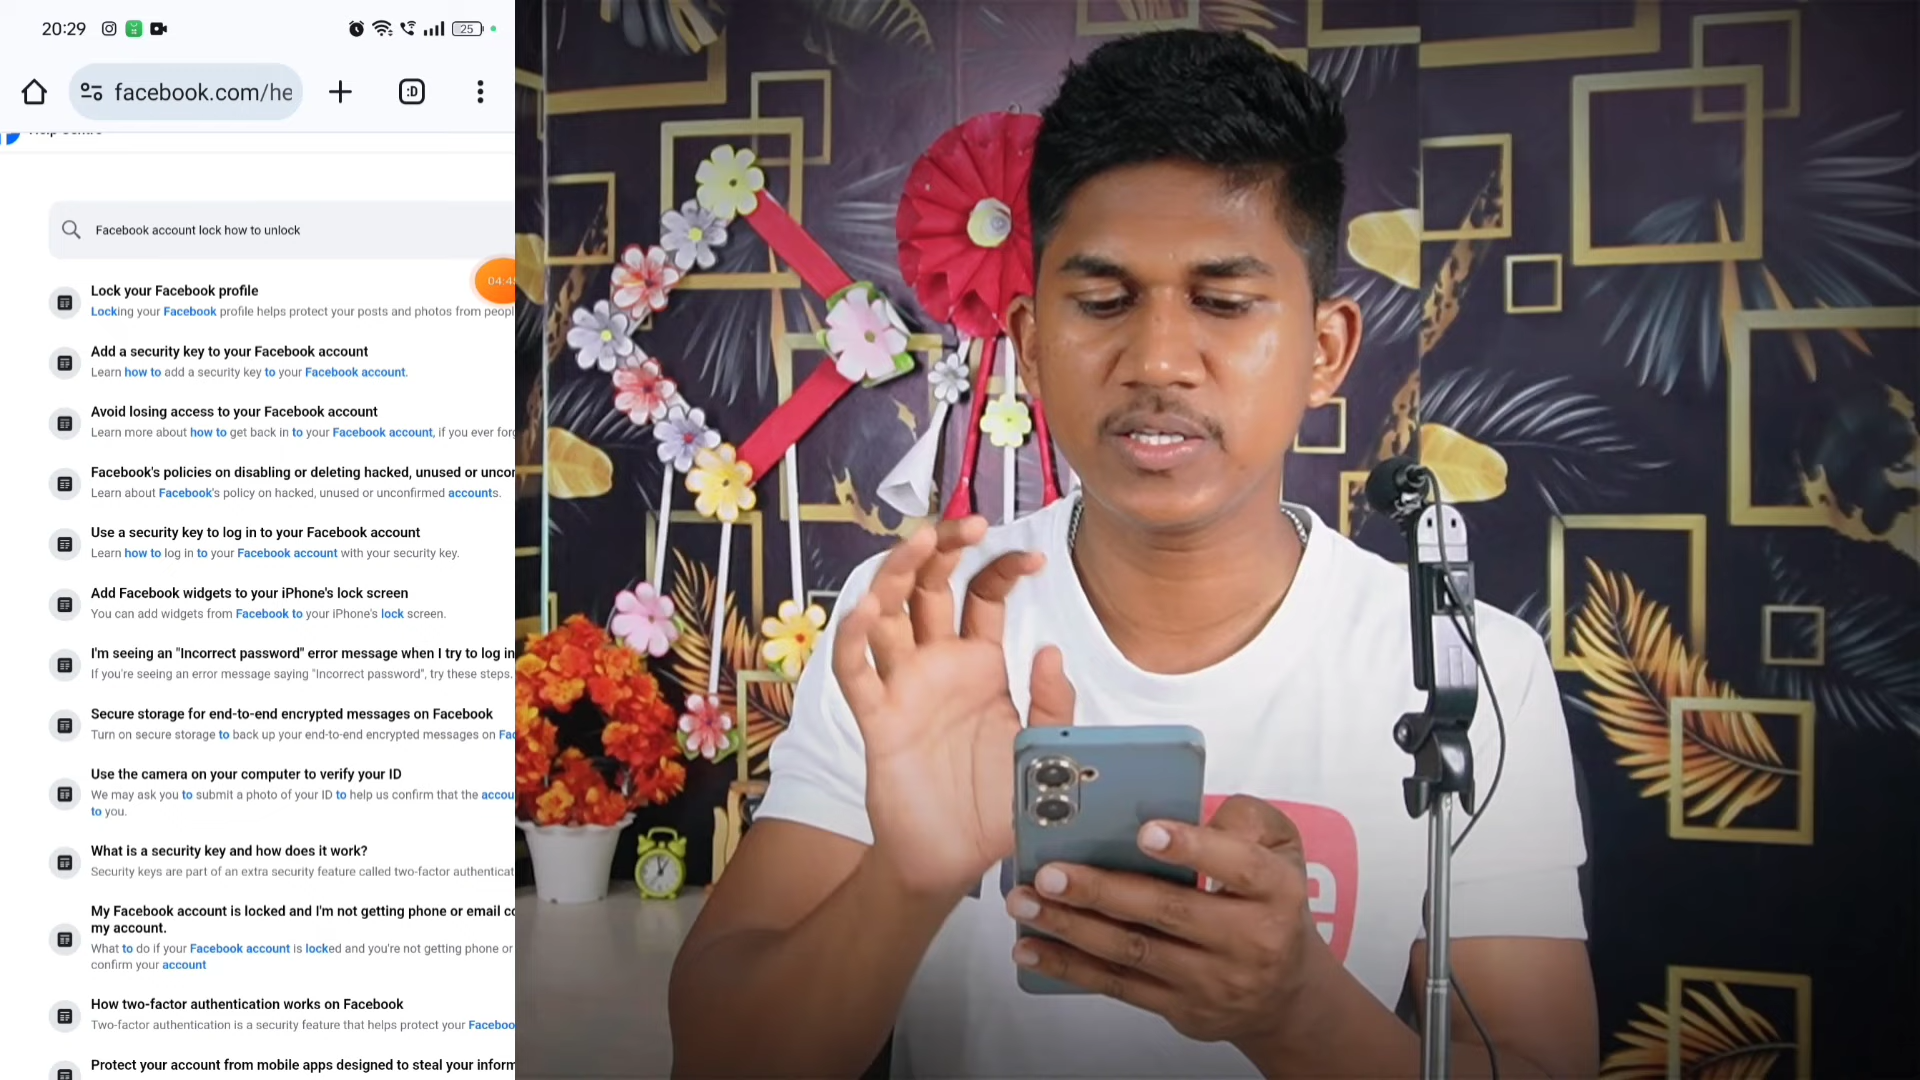 20:29
25
facebook.com/he
:D
Facebook account lock how to unlock
Lock your Facebook profile
Locking your Facebook profile helps protect your posts and photos from peopl
Add a security key to your Facebook account
Learn how to add a security key to your Facebook account.
Avoid losing access to your Facebook account
Learn more about how to get back in to your Facebook account, if you ever forg
Facebook's policies on disabling or deleting hacked, unused or uncon
Learn about Facebook's policy on hacked, unused or unconfirmed accounts.
Use a security key to log in to your Facebook account
Learn how to log in to your Facebook account with your security key.
Add Facebook widgets to your iPhone's lock screen
You can add widgets from Facebook to your iPhone's lock screen.
I'm seeing an "Incorrect password" error message when I try to log in
If you're seeing an error message saying "Incorrect password", try these steps.
Secure storage for end-to-end encrypted messages on Facebook
Turn on secure storage to back up your end-to-end encrypted messages on Fac
Use the camera on your computer to verify your ID
We may ask you to submit a photo of your ID to help us confirm that the accou
to you.
What is a security key and how does it work?
Security keys are part of an extra security feature called two-factor authenticat
My Facebook account is locked and I'm not getting phone or email co
my account.
What to do if your Facebook account is locked and you're not getting phone or
confirm your account
How two-factor authentication works on Facebook
Two-factor authentication is a security feature that helps protect your Faceboo
Protect your account from mobile apps designed to steal your inform